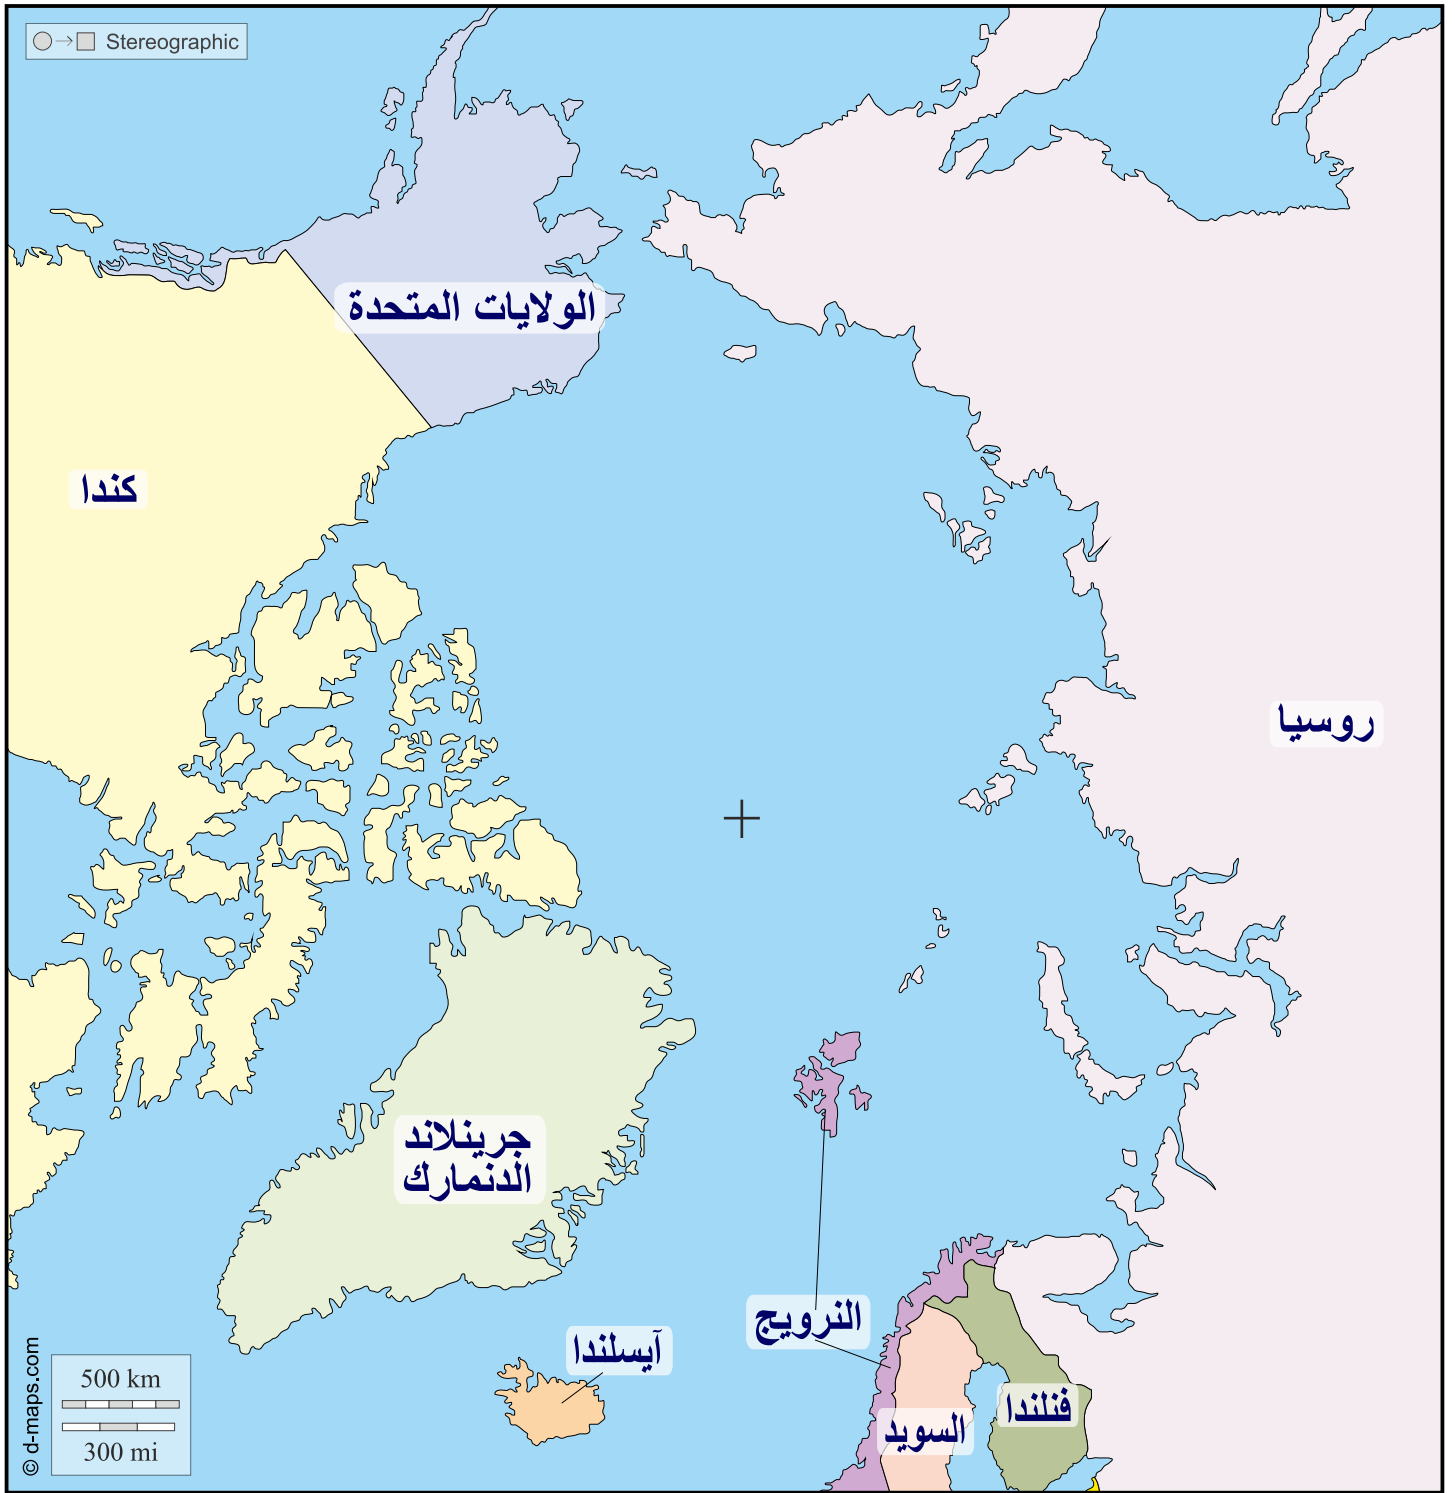 Stereographic
الولايات المتحدة
كندا
روسيا
جرينلاند
الدنمارك
النرويج
آيسلندا
فنلندا
السويد
500 km
300 mi
© d-maps.com